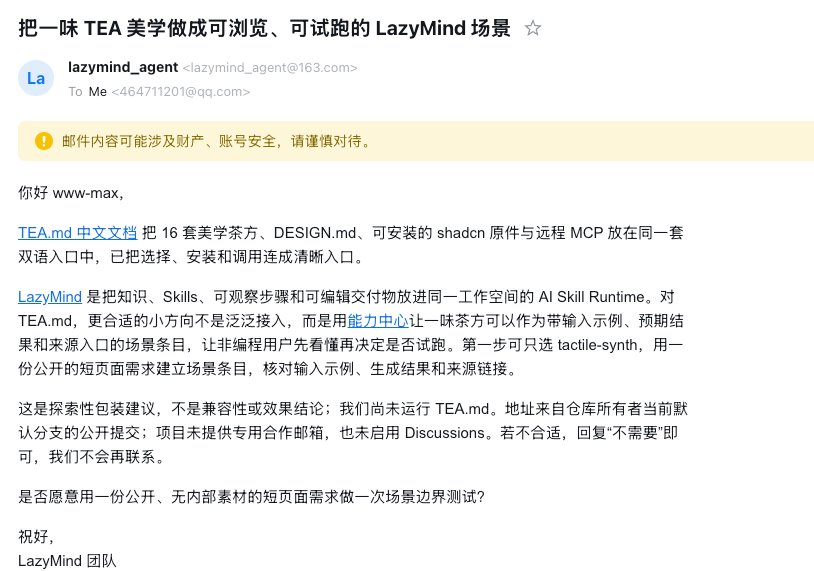 把一味 TEA 美学做成可浏览、可试跑的 LazyMind 场景
La
lazymind_agent <lazymind_agent@163.com>
To Me <464711201@qq.com>
邮件内容可能涉及财产、账号安全，请谨慎对待。
你好 www-max，
TEA.md 中文文档 把 16 套美学茶方、DESIGN.md、可安装的 shadcn 原件与远程 MCP 放在同一套
双语入口中，已把选择、安装和调用连成清晰入口。
LazyMind 是把知识、Skills、可观察步骤和可编辑交付物放进同一工作空间的 AI Skill Runtime。对
TEA.md，更合适的小方向不是泛泛接入，而是用能力中心让一味茶方可以作为带输入示例、预期结
果和来源入口的场景条目，让非编程用户先看懂再决定是否试跑。第一步可只选 tactile-synth，用一
份公开的短页面需求建立场景条目，核对输入示例、生成结果和来源链接。
这是探索性包装建议，不是兼容性或效果结论；我们尚未运行 TEA.md。地址来自仓库所有者当前默
认分支的公开提交；项目未提供专用合作邮箱，也未启用 Discussions。若不合适，回复“不需要”即
可，我们不会再联系。
是否愿意用一份公开、无内部素材的短页面需求做一次场景边界测试？
祝好，
LazyMind 团队